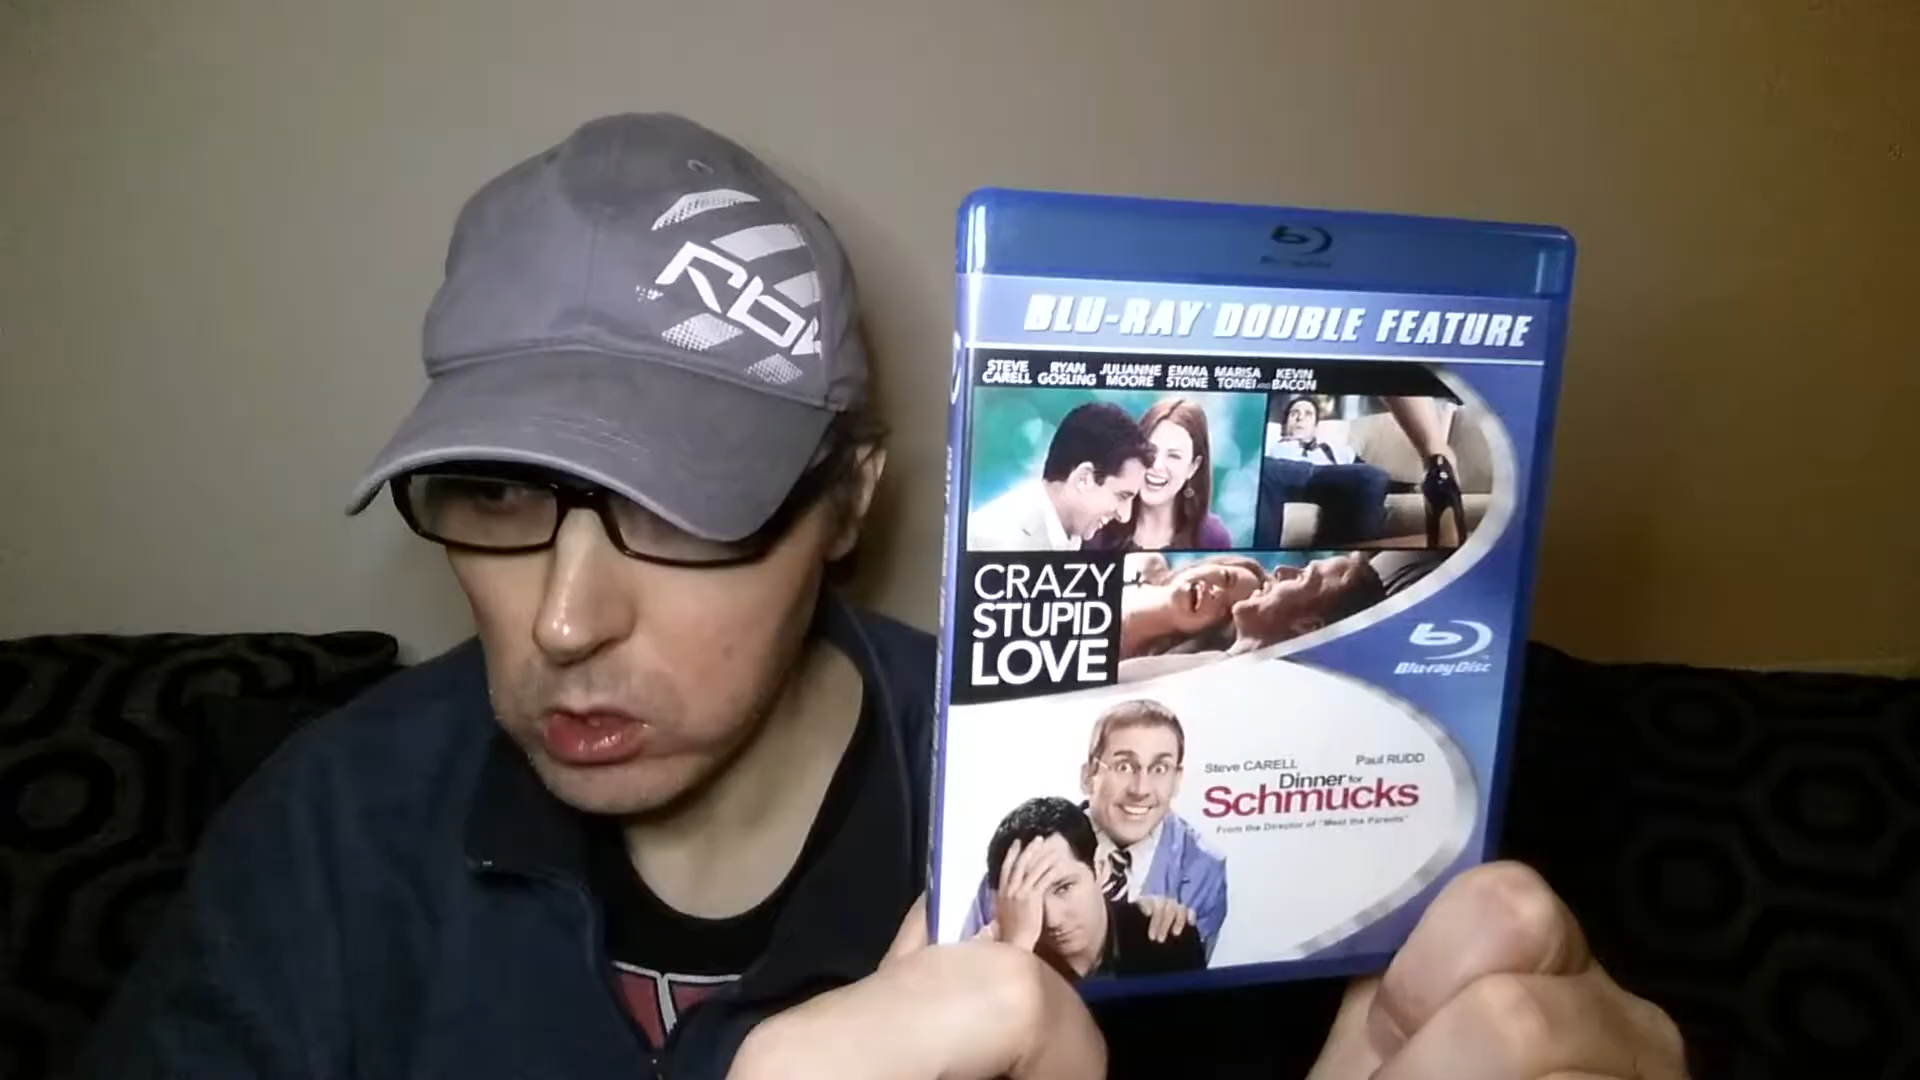 Rbk
BLU-RAY DOUBLE FEATURE
STEVE CARELL RYAN GOSLING JULIANNE MOORE EMMA STONE MARISA TOMEI AND KEVIN BACON
CRAZY
STUPID
LOVE
Blu-ray Disc
Steve CARELL Paul RUDD
Dinner for
Schmucks
From the Director of "Meet the Parents"